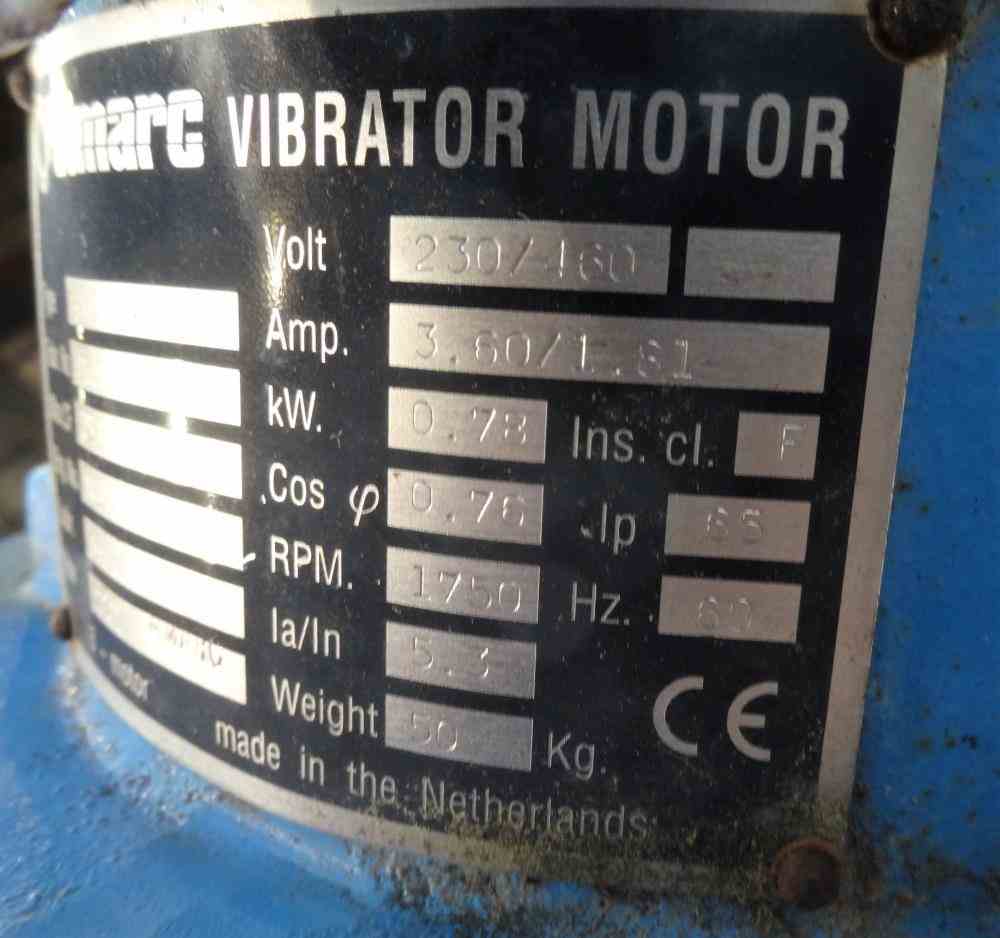 marc VIBRATOR MOTOR
Volt 230/460
Amp. 3.60/1.81
kW. 0.78 Ins. cl. F
Cos φ 0.76 Ip 65
RPM. 1750 Hz. 60
Ia/In 5.3
Weight 50 Kg. CE
- motor
made in the Netherlands